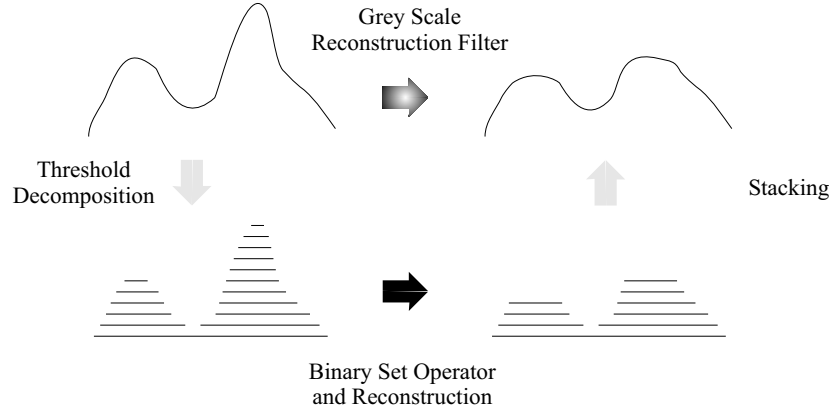 Grey Scale
Reconstruction Filter
Threshold
Decomposition
Stacking
Binary Set Operator
and Reconstruction